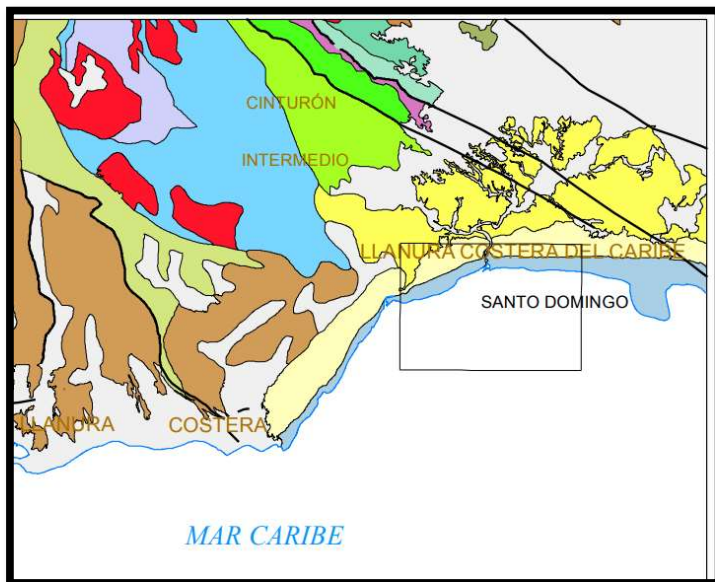 CINTURÓN
INTERMEDIO
LLANURA COSTERA DEL CARIBE
SANTO DOMINGO
LLANURA COSTERA
MAR CARIBE